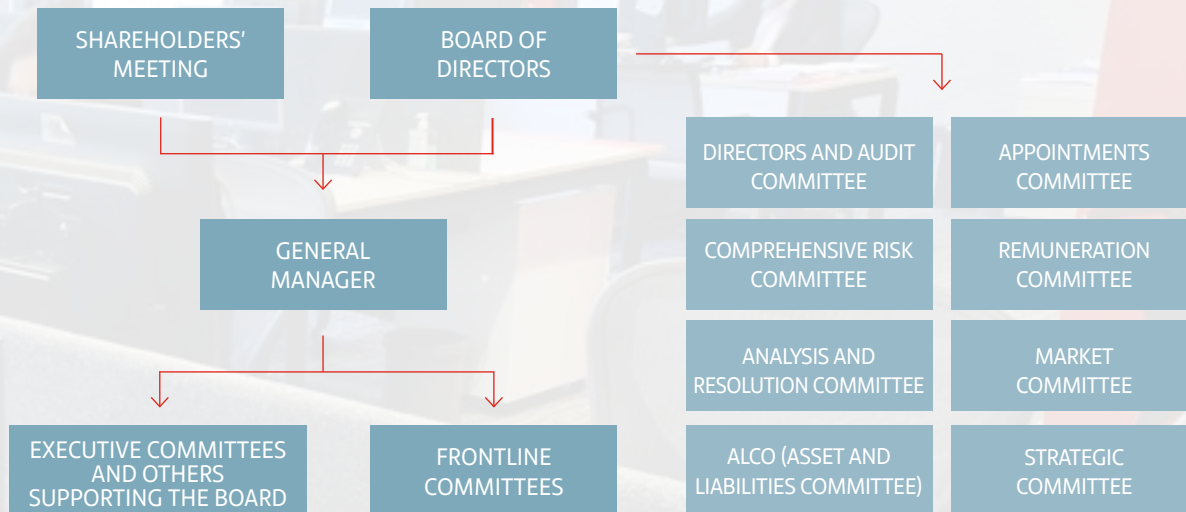 SHAREHOLDERS'
MEETING
BOARD OF
DIRECTORS
GENERAL
MANAGER
EXECUTIVE COMMITTEES
AND OTHERS
SUPPORTING THE BOARD
FRONTLINE
COMMITTEES
DIRECTORS AND AUDIT
COMMITTEE
APPOINTMENTS
COMMITTEE
COMPREHENSIVE RISK
COMMITTEE
REMUNERATION
COMMITTEE
ANALYSIS AND
RESOLUTION COMMITTEE
MARKET
COMMITTEE
ALCO (ASSET AND
LIABILITIES COMMITTEE)
STRATEGIC
COMMITTEE